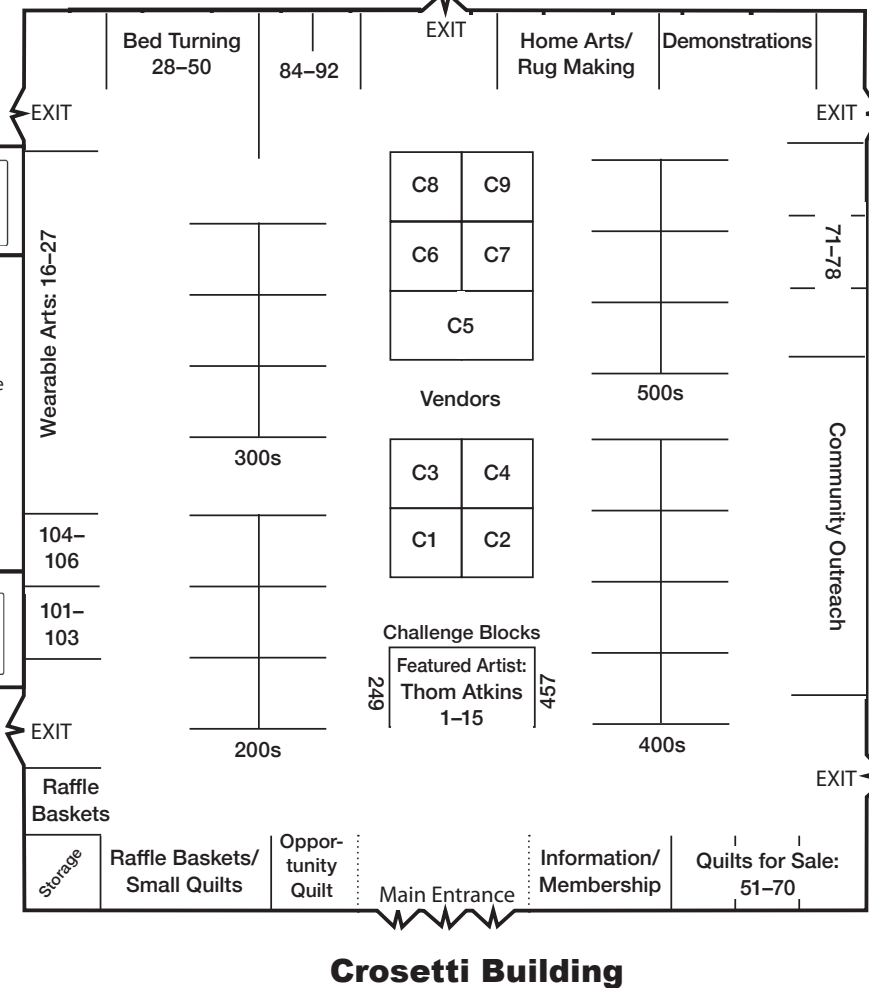 EXIT
Bed Turning
28–50
84–92
Home Arts/
Rug Making
Demonstrations
EXIT
EXIT
C8
C9
C6
C7
C5
71–78
Wearable Arts: 16–27
Vendors
500s
300s
C3
C4
C1
C2
Community Outreach
104–
106
101–
103
Challenge Blocks
Featured Artist:
Thom Atkins
1–15
249
457
EXIT
200s
400s
EXIT
Raffle
Baskets
Storage
Raffle Baskets/
Small Quilts
Oppor-
tunity
Quilt
Main Entrance
Information/
Membership
Quilts for Sale:
51–70
Crosetti Building